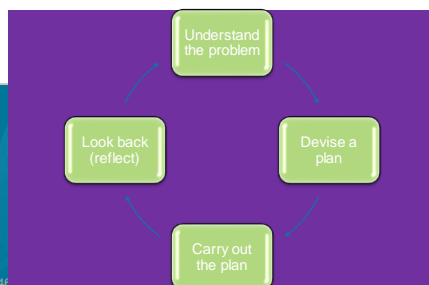 Understand
the problem
Devise a
plan
Carry out
the plan
Look back
(reflect)